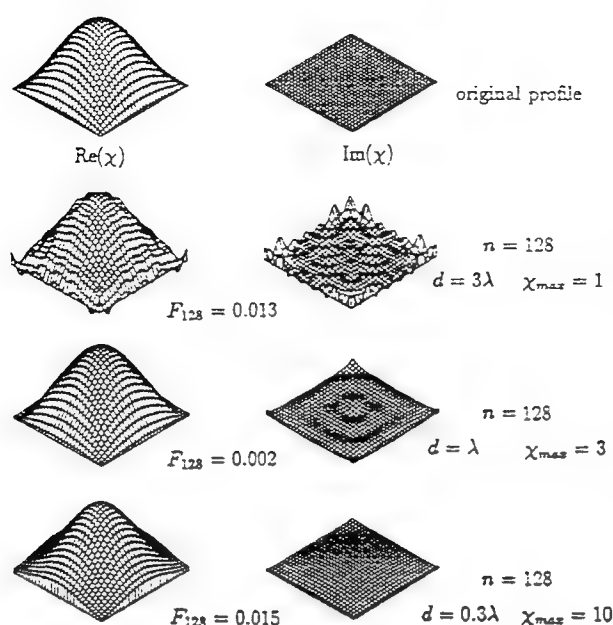 original profile
Re(χ) Im(χ)
n = 128
F₁₂₈ = 0.013 d = 3λ χₘₐₓ = 1
n = 128
F₁₂₈ = 0.002 d = λ χₘₐₓ = 3
n = 128
F₁₂₈ = 0.015 d = 0.3λ χₘₐₓ = 10